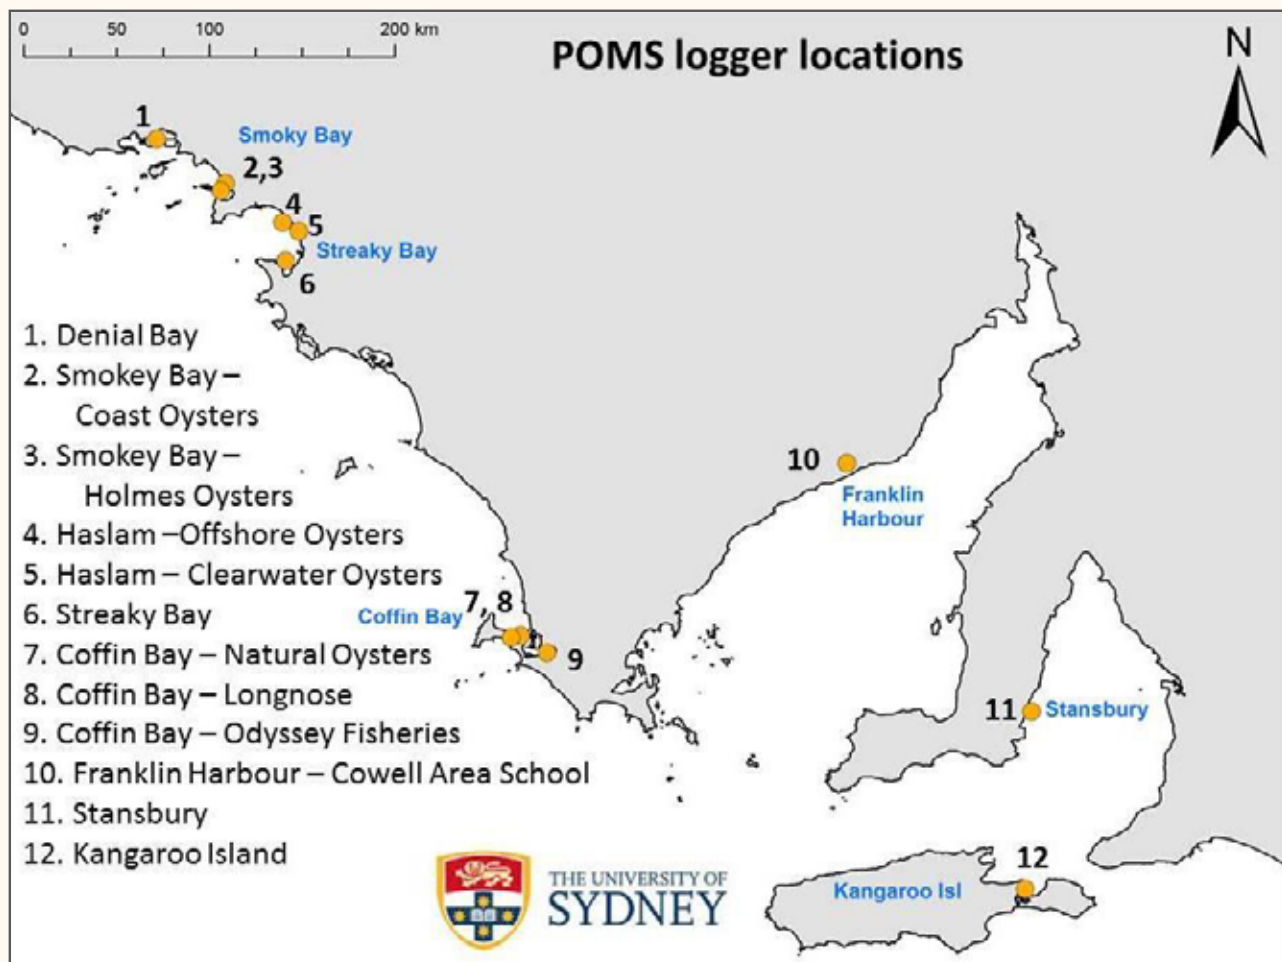 0 50 100 200 km
POMS logger locations
N
1
Smoky Bay
2,3
4
5
Streaky Bay
6
1. Denial Bay
2. Smokey Bay –
Coast Oysters
3. Smokey Bay –
Holmes Oysters
4. Haslam –Offshore Oysters
5. Haslam – Clearwater Oysters
6. Streaky Bay
7. Coffin Bay – Natural Oysters
8. Coffin Bay – Longnose
9. Coffin Bay – Odyssey Fisheries
10. Franklin Harbour – Cowell Area School
11. Stansbury
12. Kangaroo Island
10
Franklin
Harbour
7, 8
Coffin Bay
9
11
Stansbury
12
Kangaroo Isl
THE UNIVERSITY OF
SYDNEY